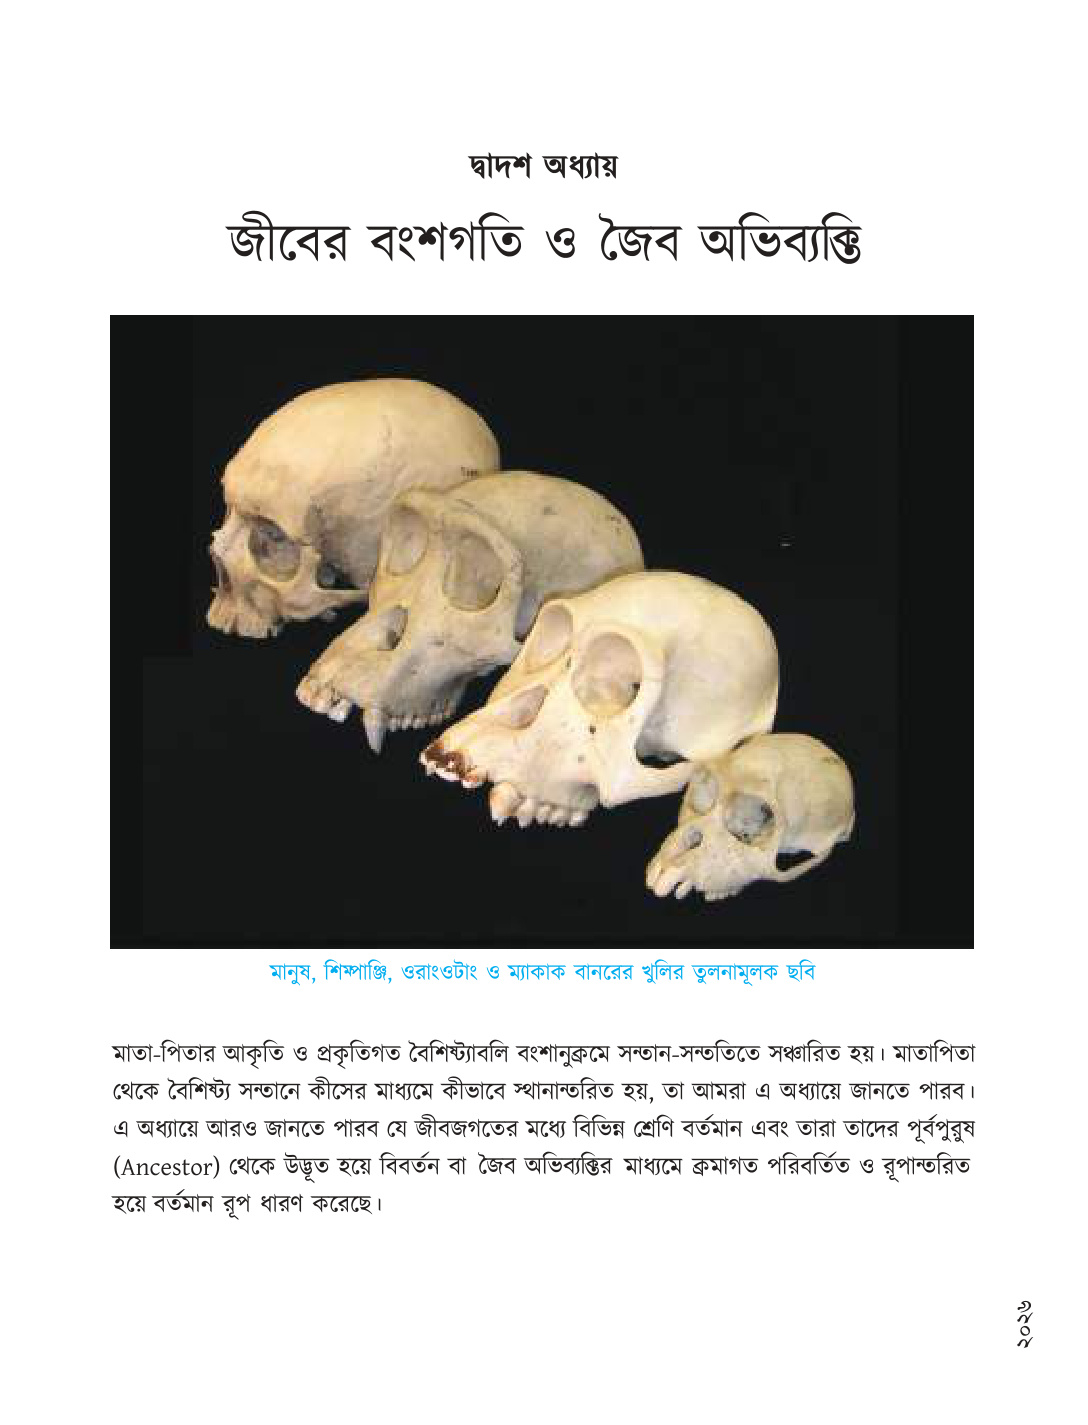 দ্বাদশ অধ্যায়
জীবের বংশগতি ও জৈব অভিব্যক্তি
মানুষ, শিম্পাঞ্জি, ওরাংওটাং ও ম্যাকাক বানরের খুলির তুলনামূলক ছবি
মাতা-পিতার আকৃতি ও প্রকৃতিগত বৈশিষ্ট্যাবলি বংশানুক্রমে সন্তান-সন্ততিতে সঞ্চারিত হয়। মাতাপিতা
থেকে বৈশিষ্ট্য সন্তানে কীসের মাধ্যমে কীভাবে স্থানান্তরিত হয়, তা আমরা এ অধ্যায়ে জানতে পারব।
এ অধ্যায়ে আরও জানতে পারব যে জীবজগতের মধ্যে বিভিন্ন শ্রেণি বর্তমান এবং তারা তাদের পূর্বপুরুষ
(Ancestor) থেকে উদ্ভূত হয়ে বিবর্তন বা জৈব অভিব্যক্তির মাধ্যমে ক্রমাগত পরিবর্তিত ও রূপান্তরিত
হয়ে বর্তমান রূপ ধারণ করেছে।
২০২৬